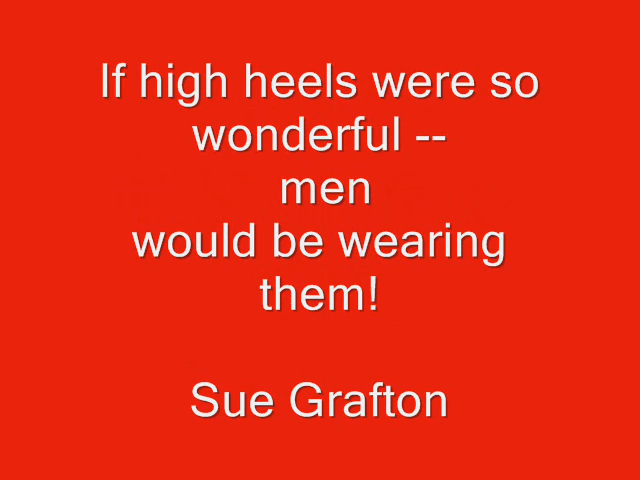 If high heels were so
wonderful --
men
would be wearing
them!
Sue Grafton